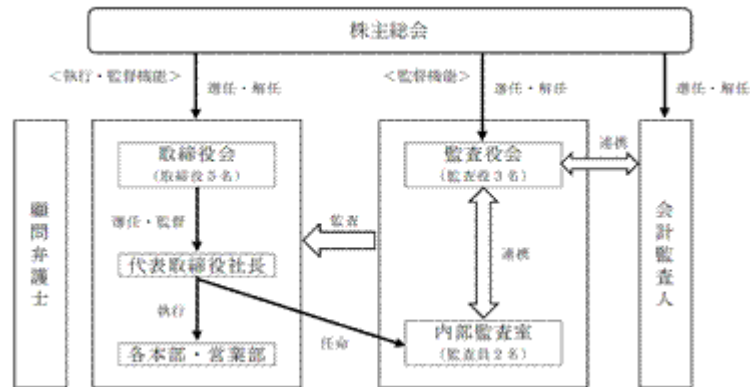 株主総会
＜執行・監督機能＞
選任・解任
＜監督機能＞
選任・解任
選任・解任
顧問弁護士
取締役会
(取締役5名)
選任・監督
代表取締役社長
執行
各本部・営業部
監査
任命
監査役会
(監査役3名)
連携
内部監査室
(監査員2名)
連携
会計監査人